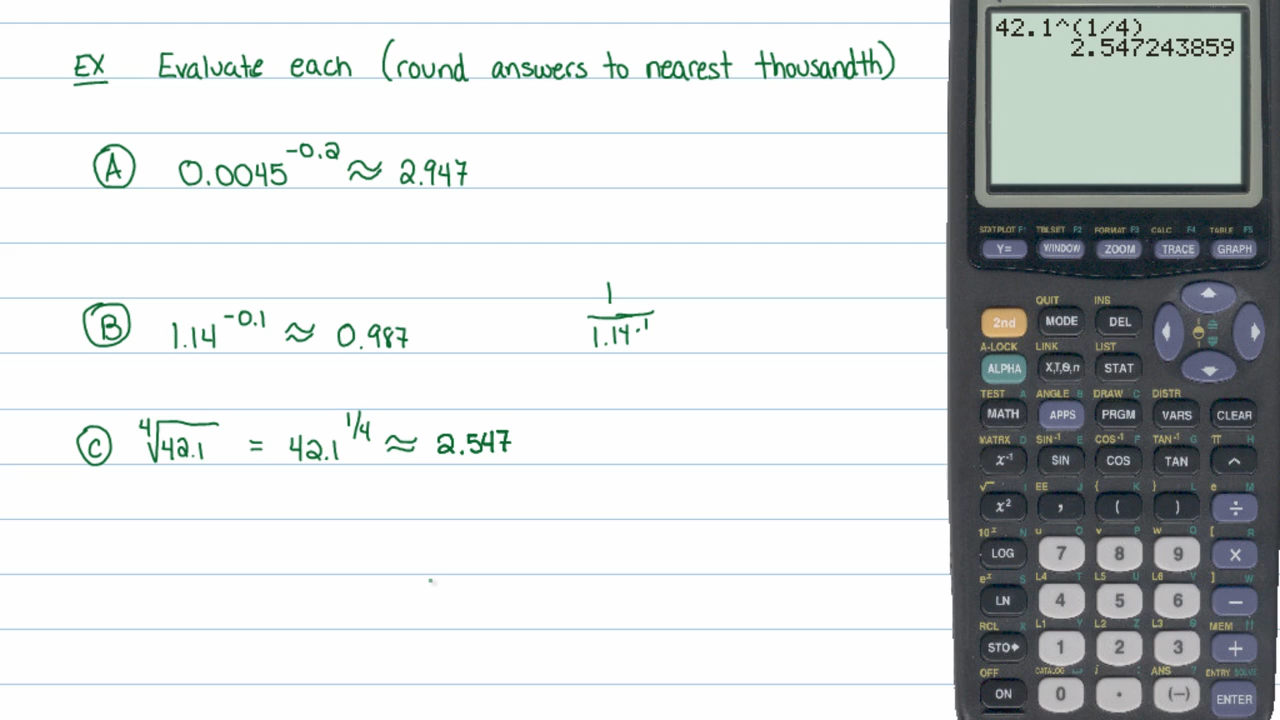 EX Evaluate each (round answers to nearest thousandth)
Ⓐ 0.0045^-0.2 ≈ 2.947
Ⓑ 1.14^-0.1 ≈ 0.987
1
1.14^.1
Ⓒ ∜42.1 = 42.1^1/4 ≈ 2.547
42.1^(1/4)
2.547243859
STAT PLOT F1 TBLSET F2 FORMAT F3 CALC F4 TABLE F5
Y= WINDOW ZOOM TRACE GRAPH
QUIT INS
2nd MODE DEL
A-LOCK LINK LIST
ALPHA X,T,Θ,n STAT
TEST A ANGLE B DRAW C DISTR
MATH APPS PRGM VARS CLEAR
MATRX D SIN⁻¹ E COS⁻¹ F TAN⁻¹ G π H
x⁻¹ SIN COS TAN ^
√ I EE J { K } L e M
x² , ( ) ÷
10ˣ N u O v P w Q [ R
LOG 7 8 9 ×
eˣ S L4 T L5 U L6 V ] W
LN 4 5 6 −
RCL X L1 Y L2 Z L3 θ MEM "
STO▸ 1 2 3 +
OFF CATALOG i : ANS ? ENTRY SOLVE
ON 0 . (−) ENTER